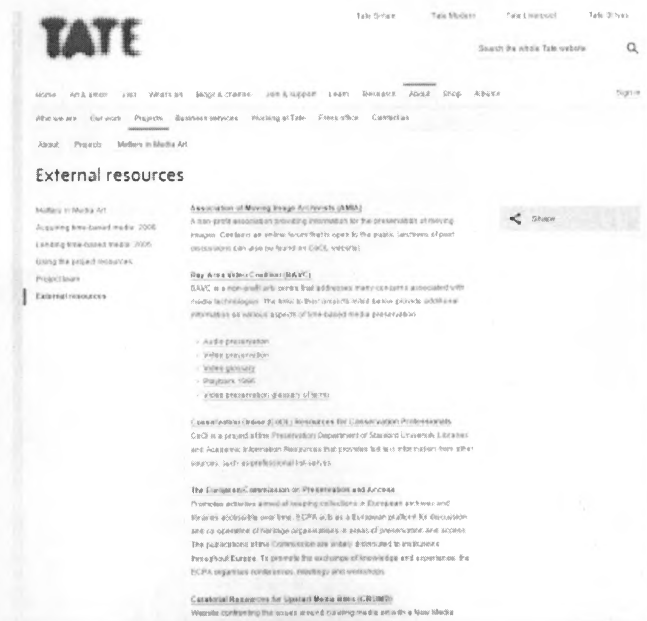 Tate Britain Tate Modern Tate Liverpool Tate St Ives
TATE
Search the whole Tate website
Home Art & artists Visit What's on Blogs & channel Join & support Learn Research About Shop Albums Sign in
Who we are Our work Projects Business services Working at Tate Press office Contact us
About Projects Matters in Media Art
External resources
Matters in Media Art
Acquiring time-based media 2006
Lending time-based media 2006
Using the project resources
Project team
External resources
Association of Moving Image Archivists (AMIA)
A non-profit association providing information for the preservation of moving
images. Contains an online forum that is open to the public (archives of past
discussions can also be found on CoOL website).
Bay Area Video Coalition (BAVC)
BAVC is a non-profit arts centre that addresses many concerns associated with
media technologies. The links to their projects listed below provide additional
information on various aspects of time-based media preservation
Audio preservation
Video preservation
Video glossary
Playback 1996
Video preservation glossary of terms
Conservation Online (CoOL) Resources for Conservation Professionals
CoOl is a project of the Preservation Department of Stanford University Libraries
and Academic Information Resources that provides full text information from other
sources, such as professional list-serves.
The European Commission on Preservation and Access
Promotes activities aimed at keeping collections in European archives and
libraries accessible over time. ECPA acts as a European platform for discussion
and co-operation of heritage organisations in areas of preservation and access.
The publications of the Commission are widely distributed to institutions
throughout Europe. To promote the exchange of knowledge and experience, the
ECPA organises conferences, meetings and workshops.
Curatorial Resources for Upstart Media Bliss (CRUMB)
Website confronting the issues around curating media art with a New Media
Share